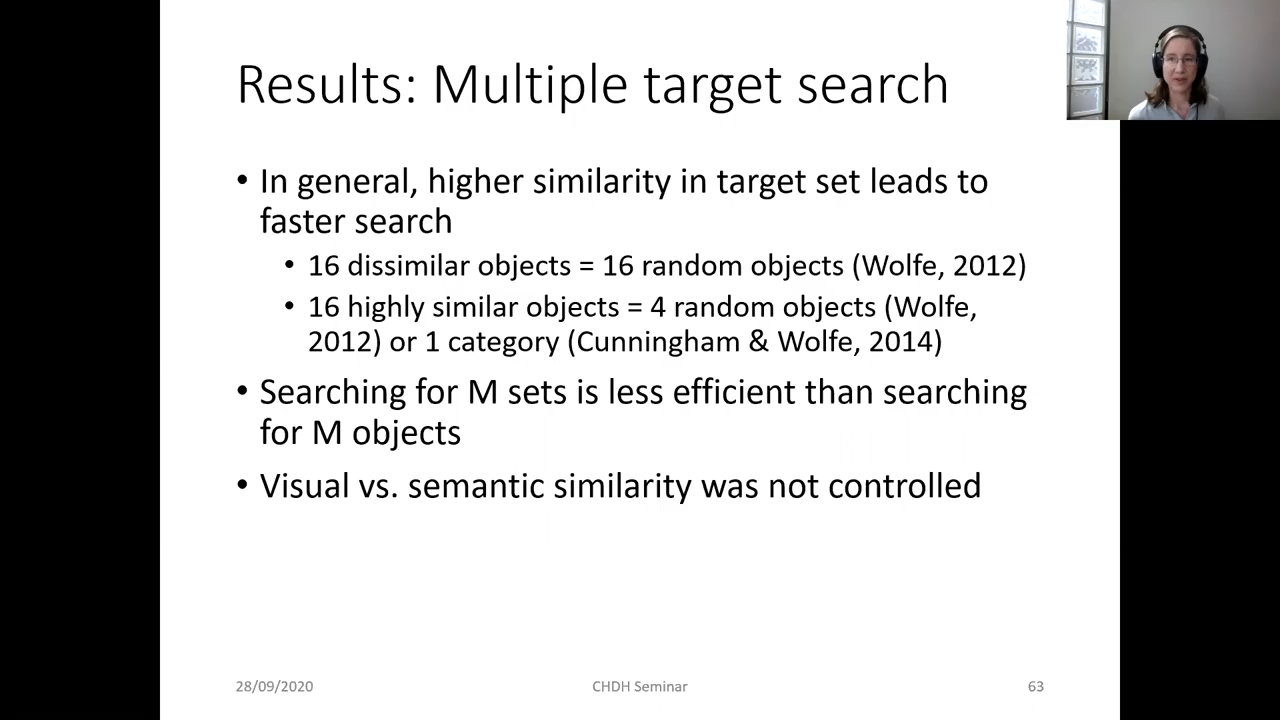 Results: Multiple target search
• In general, higher similarity in target set leads to
faster search
• 16 dissimilar objects = 16 random objects (Wolfe, 2012)
• 16 highly similar objects = 4 random objects (Wolfe,
2012) or 1 category (Cunningham & Wolfe, 2014)
• Searching for M sets is less efficient than searching
for M objects
• Visual vs. semantic similarity was not controlled
28/09/2020 CHDH Seminar 63